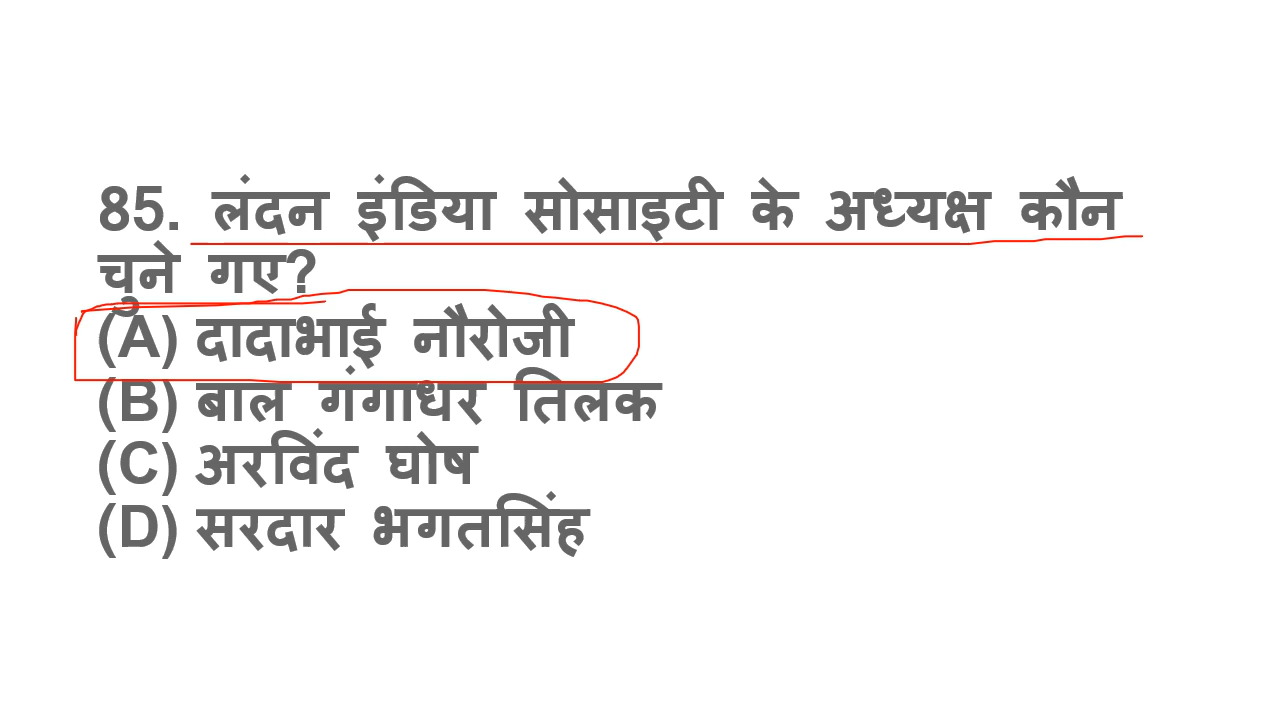 85. लंदन इंडिया सोसाइटी के अध्यक्ष कौन
चुने गए?
(A) दादाभाई नौरोजी
(B) बाल गंगाधर तिलक
(C) अरविंद घोष
(D) सरदार भगतसिंह